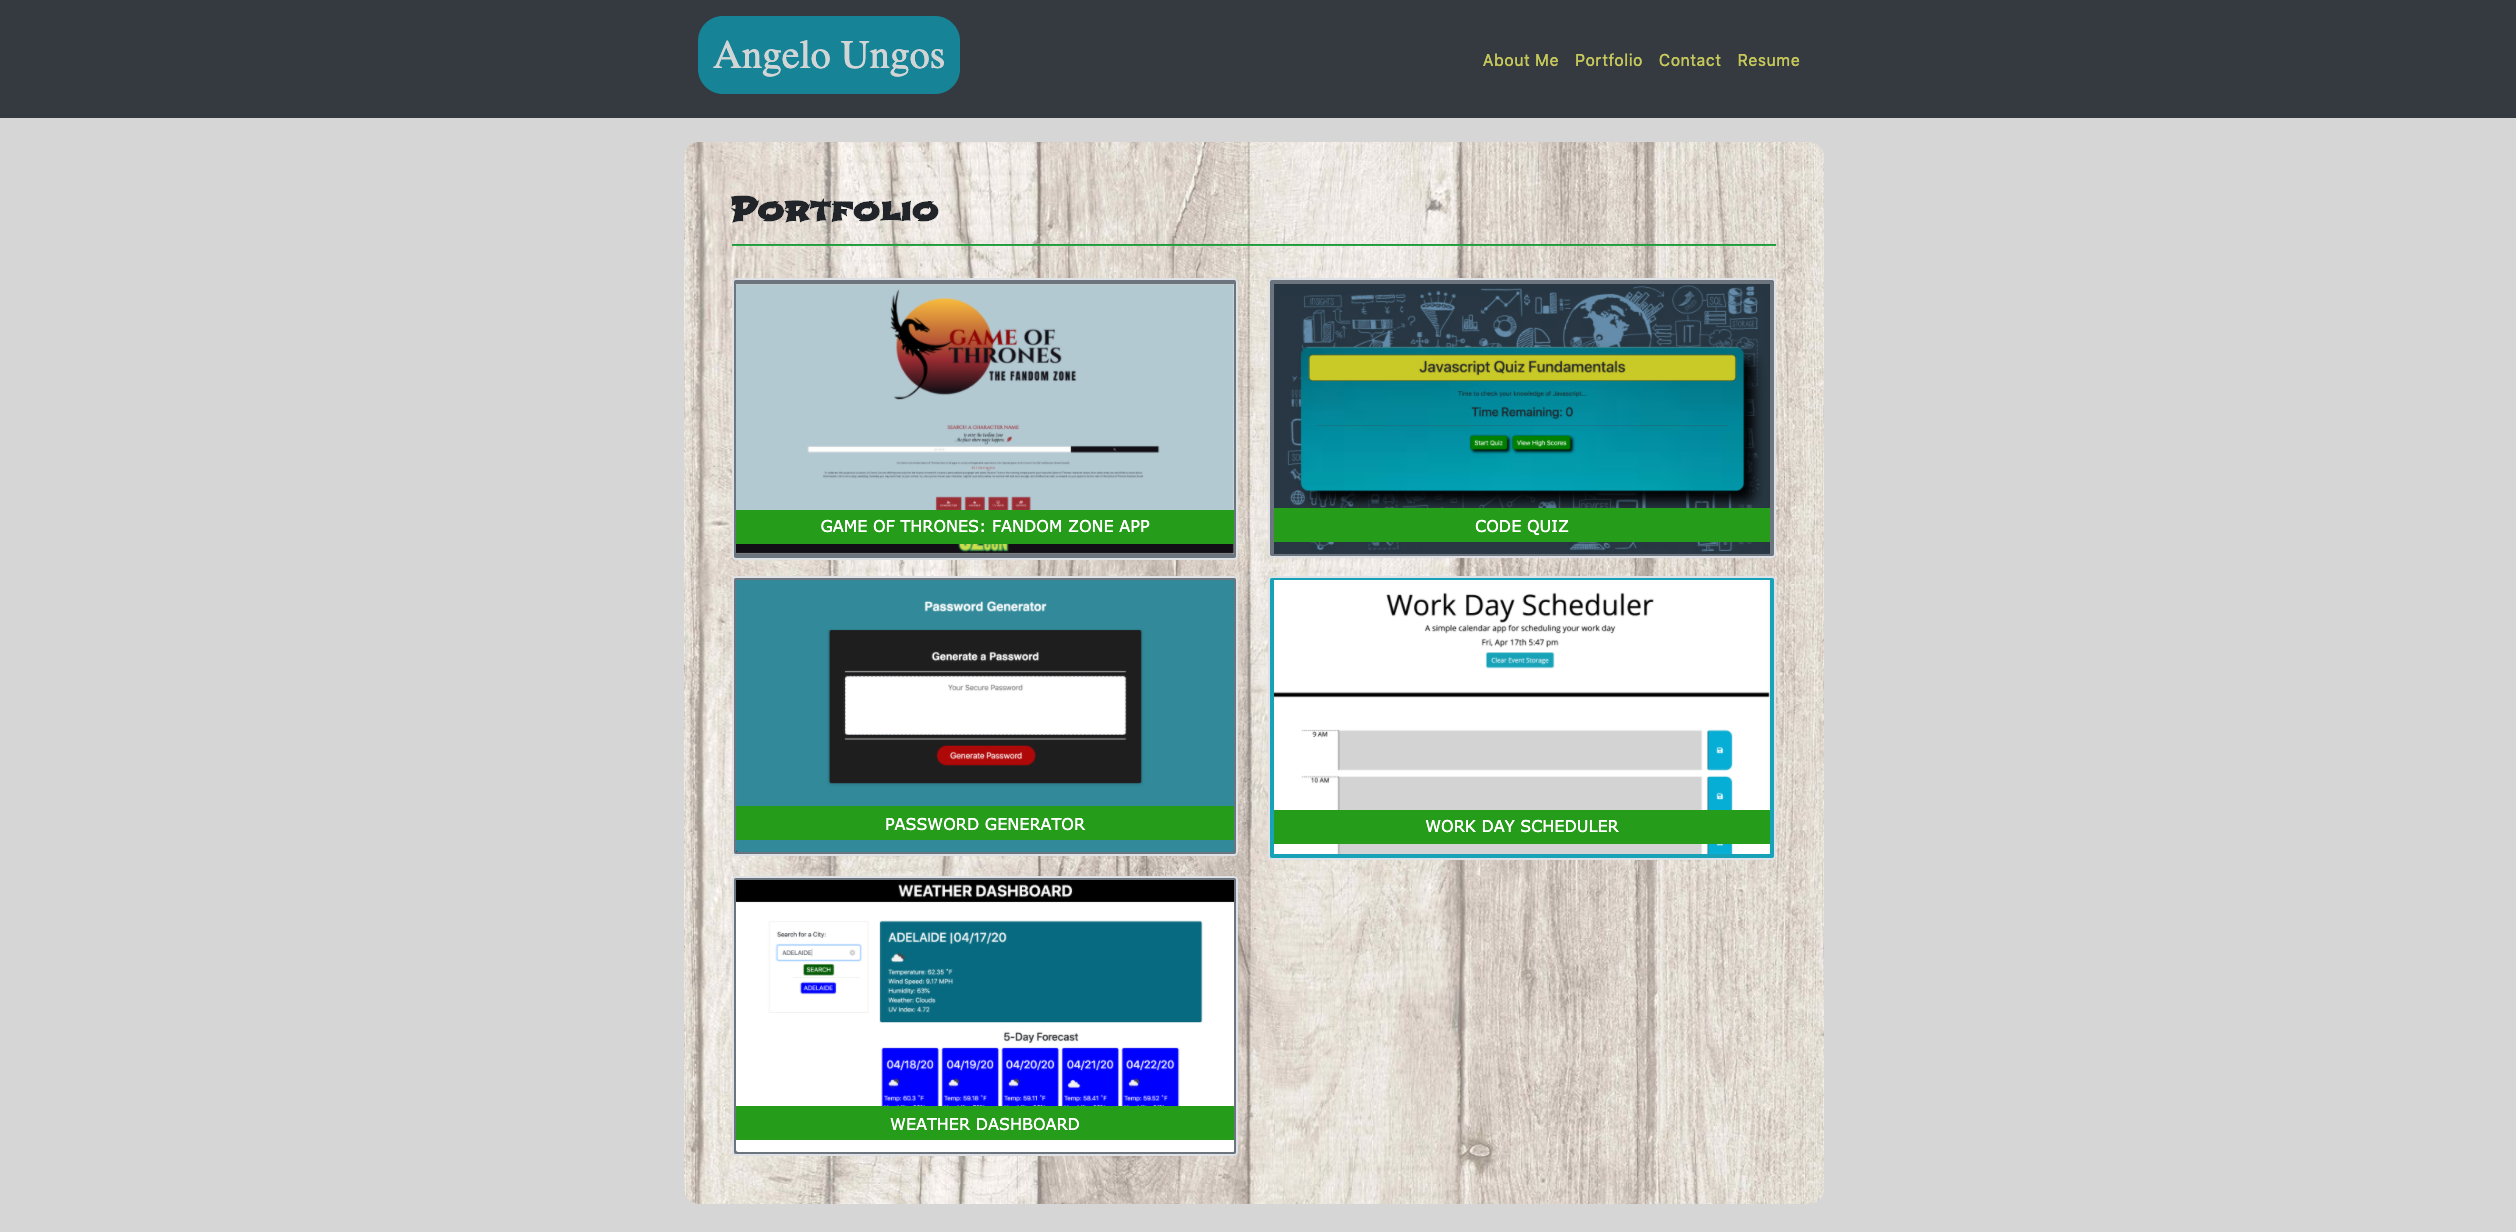 Angelo Ungos
About Me Portfolio Contact Resume
Portfolio
GAME OF
THRONES
THE FANDOM ZONE
SEARCH A CHARACTER NAME
GAME OF THRONES: FANDOM ZONE APP
INSIGHTS
SQL
STORAGE
IT
Javascript Quiz Fundamentals
Time to check your knowledge of Javascript...
Time Remaining: 0
Start Quiz View High Scores
CODE QUIZ
Password Generator
Generate a Password
Your Secure Password
Generate Password
PASSWORD GENERATOR
Work Day Scheduler
A simple calendar app for scheduling your work day
Fri, Apr 17th 5:47 pm
Clear Event Storage
9 AM
10 AM
WORK DAY SCHEDULER
WEATHER DASHBOARD
Search for a City:
ADELAIDE
SEARCH
ADELAIDE
ADELAIDE |04/17/20
Temperature: 62.35 °F
Wind Speed: 9.17 MPH
Humidity: 63%
Weather: Clouds
UV Index: 4.72
5-Day Forecast
04/18/20 04/19/20 04/20/20 04/21/20 04/22/20
Temp: 60.3 °F Temp: 59.18 °F Temp: 59.11 °F Temp: 58.41 °F Temp: 59.52 °F
WEATHER DASHBOARD